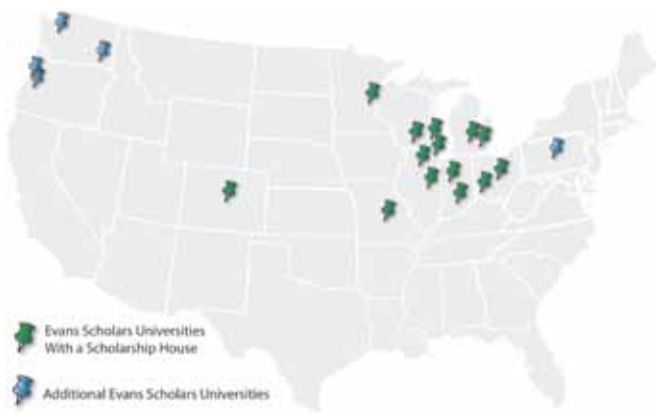 Evans Scholars Universities
With a Scholarship House
Additional Evans Scholars Universities